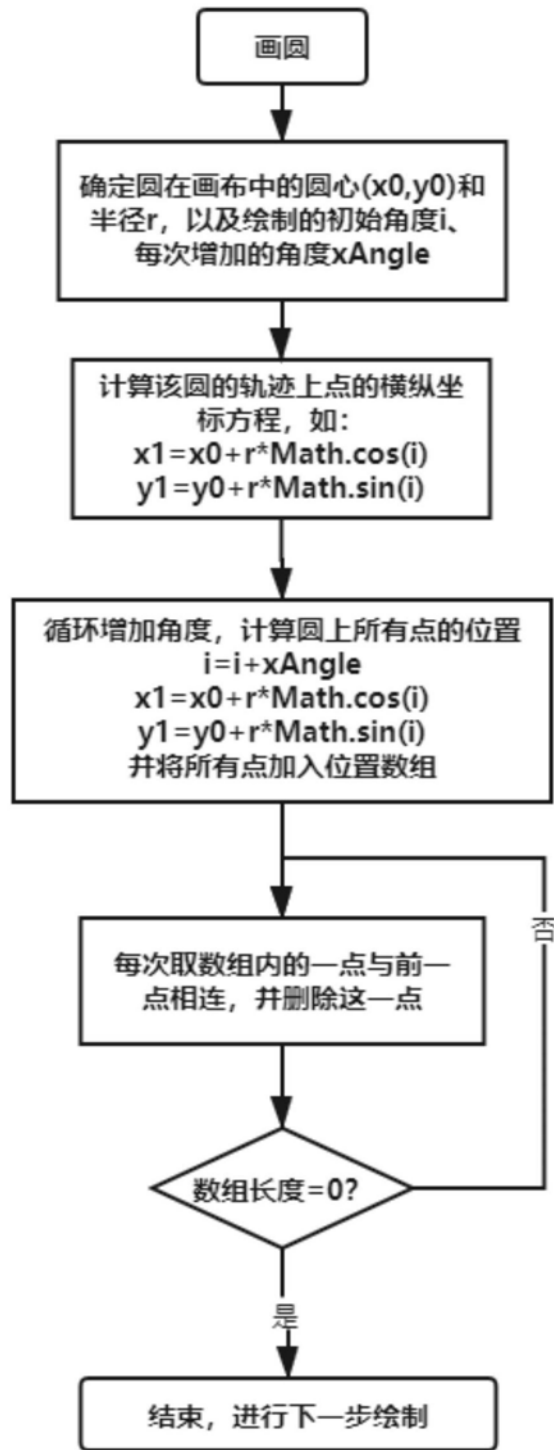 画圆
确定圆在画布中的圆心(x0,y0)和
半径r，以及绘制的初始角度i、
每次增加的角度xAngle
计算该圆的轨迹上点的横纵坐
标方程，如：
x1=x0+r*Math.cos(i)
y1=y0+r*Math.sin(i)
循环增加角度，计算圆上所有点的位置
i=i+xAngle
x1=x0+r*Math.cos(i)
y1=y0+r*Math.sin(i)
并将所有点加入位置数组
每次取数组内的一点与前一
点相连，并删除这一点
否
数组长度=0?
是
结束，进行下一步绘制